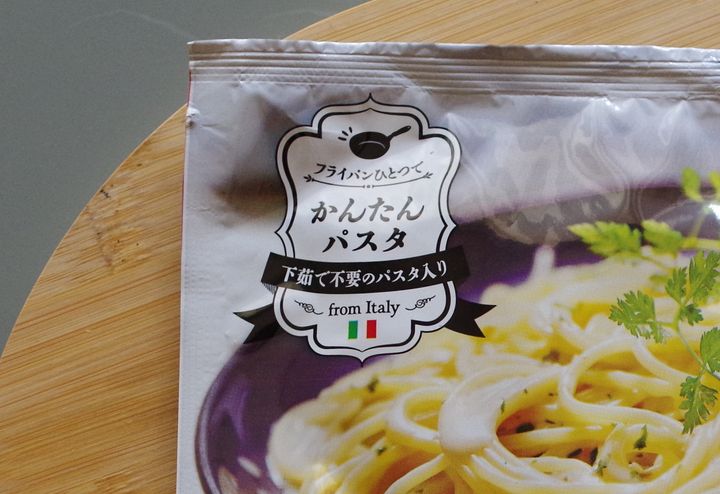 フライパンひとつで
かんたん
パスタ
下茹で不要のパスタ入り
from Italy